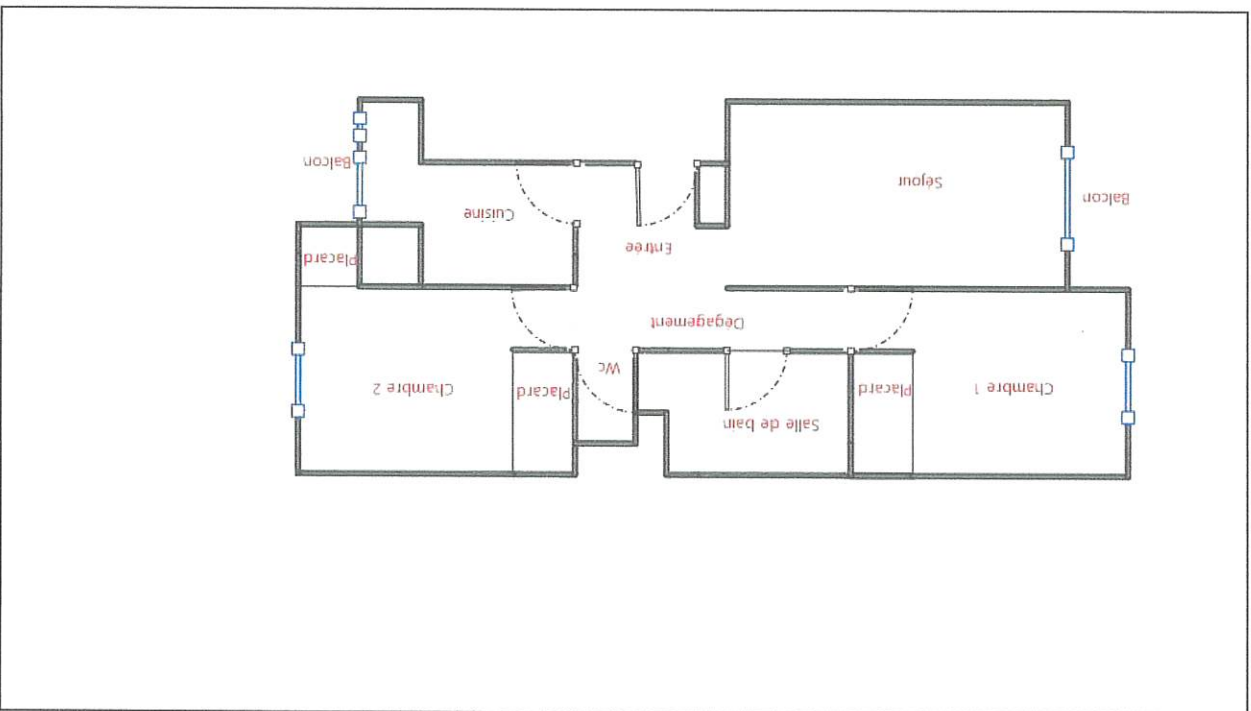 Salle de bain
Chambre 1
Placard
Placard
Chambre 2
Wc
Dégagement
Placard
Entrée
Cuisine
Balcon
Séjour
Balcon